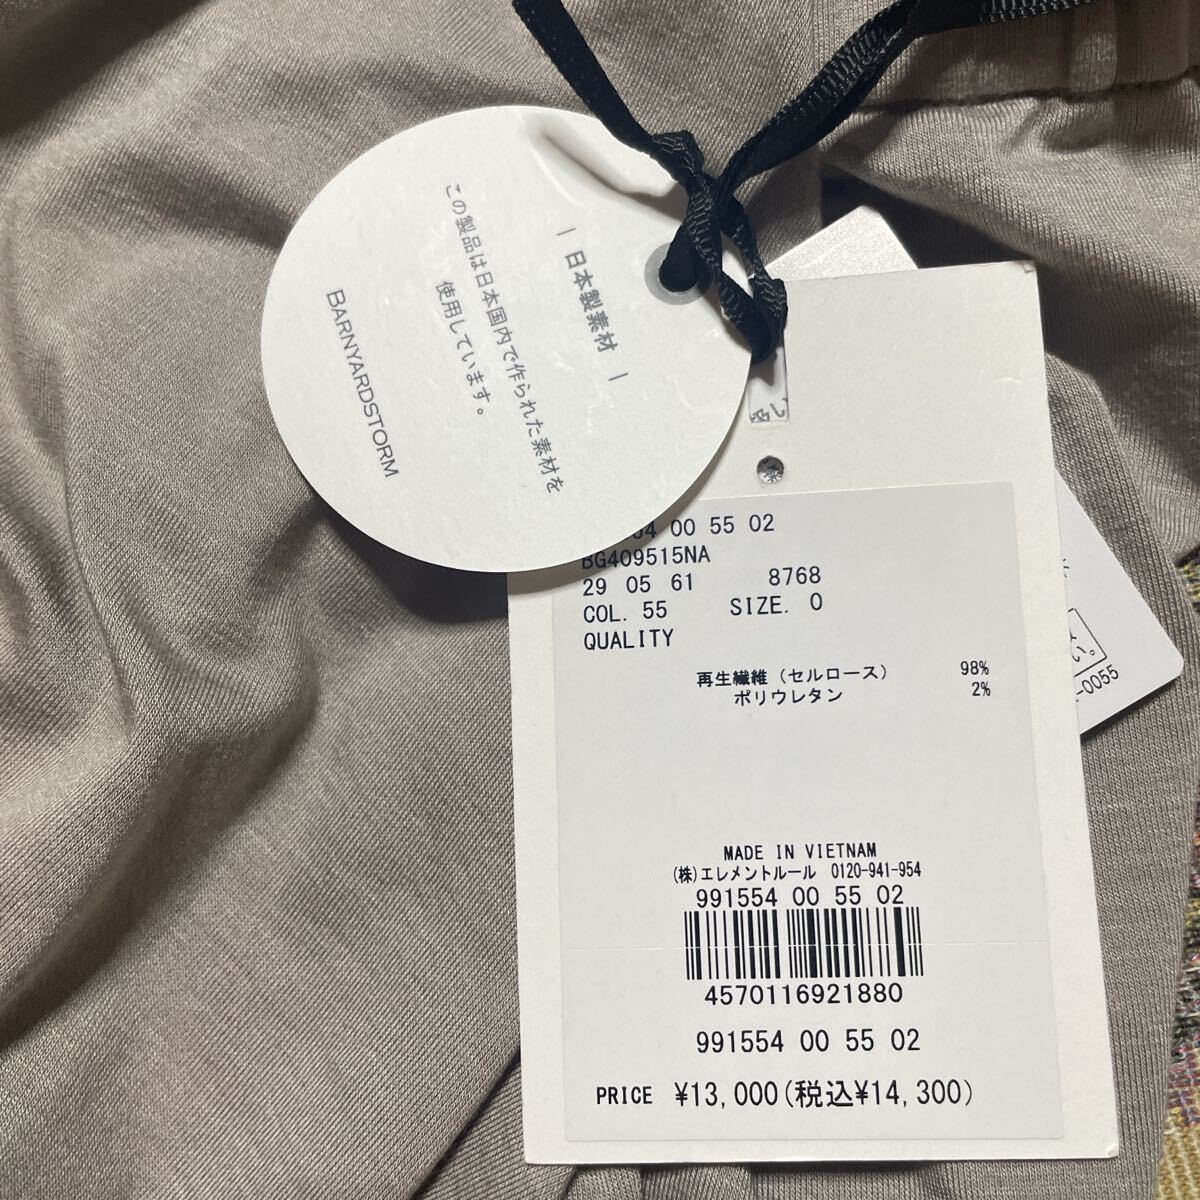 ― 日本製素材 ―
この製品は日本国内で作られた素材を
使用しています。
BARNYARDSTORM
54 00 55 02
BG409515NA
29 05 61 8768
COL. 55 SIZE. 0
QUALITY
再生繊維 (セルロース) 98%
ポリウレタン 2%
MADE IN VIETNAM
(株)エレメントルール 0120-941-954
991554 00 55 02
4570116921880
991554 00 55 02
PRICE ¥13,000(税込¥14,300)
い。
-0055